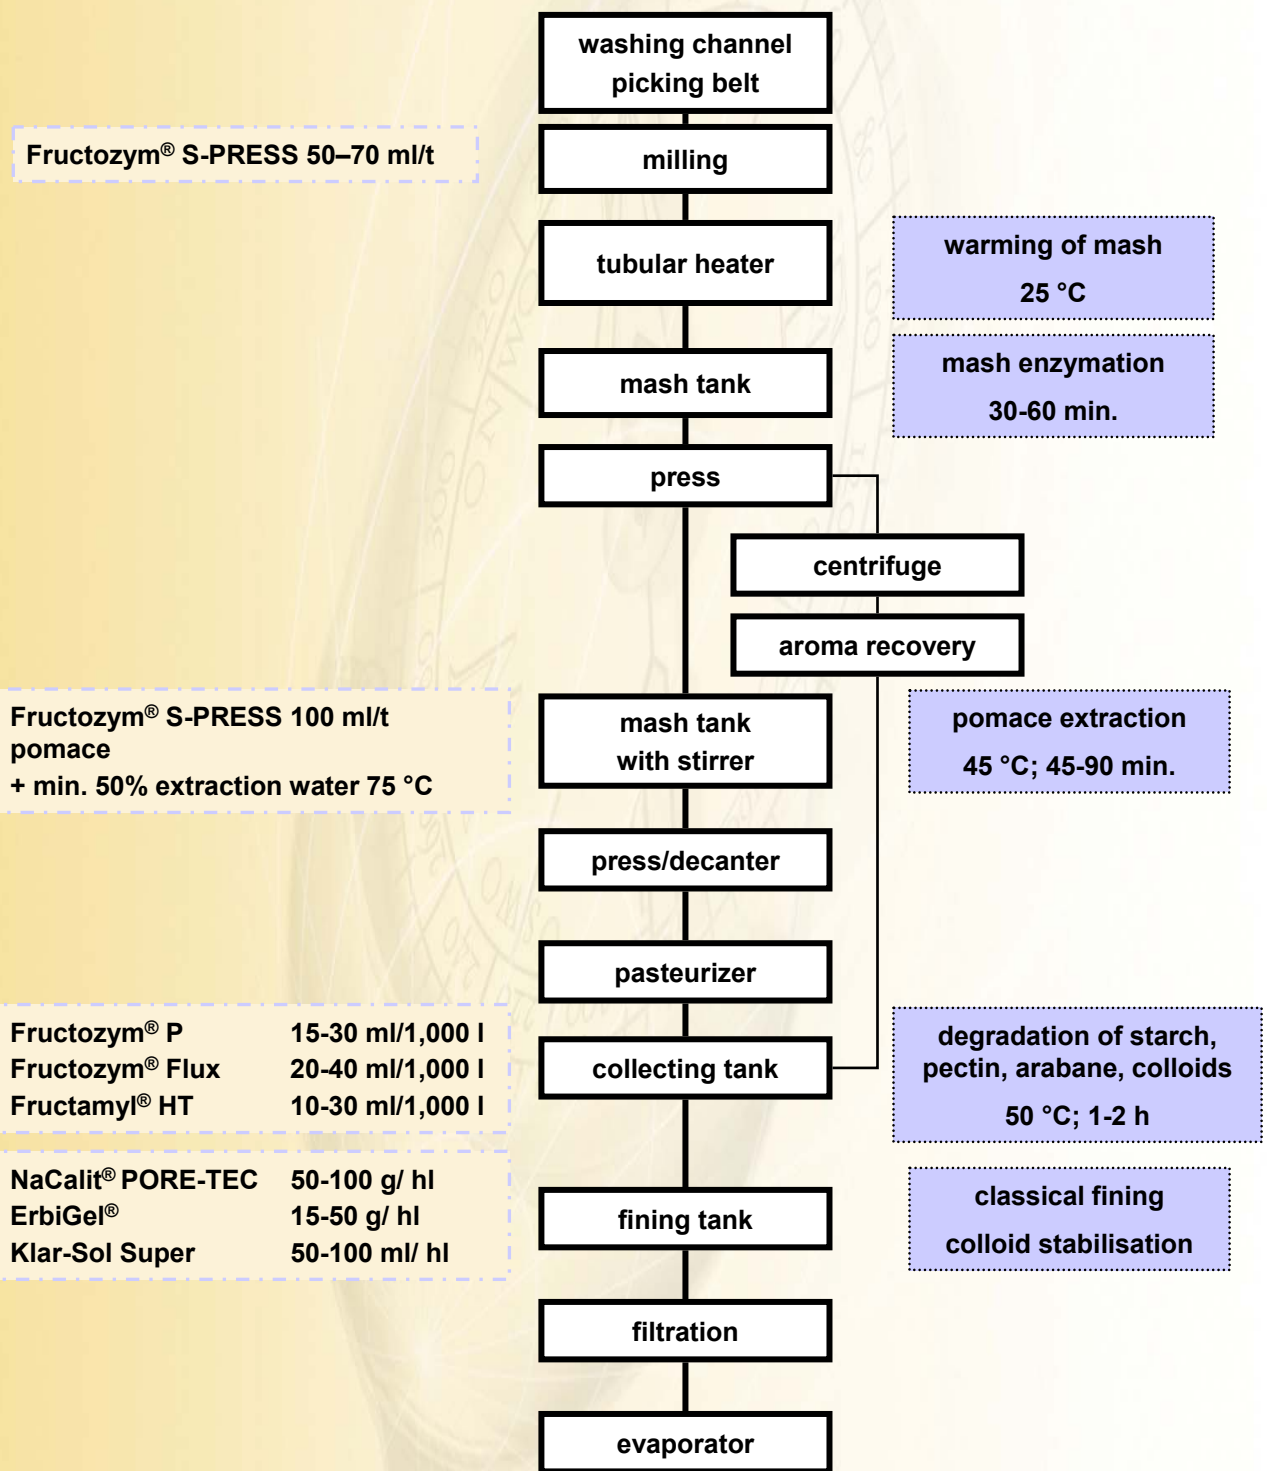 washing channel
picking belt
Fructozym® S-PRESS 50–70 ml/t
milling
tubular heater
warming of mash
25 °C
mash tank
mash enzymation
30-60 min.
press
centrifuge
aroma recovery
Fructozym® S-PRESS 100 ml/t
pomace
+ min. 50% extraction water 75 °C
mash tank
with stirrer
pomace extraction
45 °C; 45-90 min.
press/decanter
pasteurizer
Fructozym® P 15-30 ml/1,000 l
Fructozym® Flux 20-40 ml/1,000 l
Fructamyl® HT 10-30 ml/1,000 l
collecting tank
degradation of starch,
pectin, arabane, colloids
50 °C; 1-2 h
NaCalit® PORE-TEC 50-100 g/ hl
ErbiGel® 15-50 g/ hl
Klar-Sol Super 50-100 ml/ hl
fining tank
classical fining
colloid stabilisation
filtration
evaporator